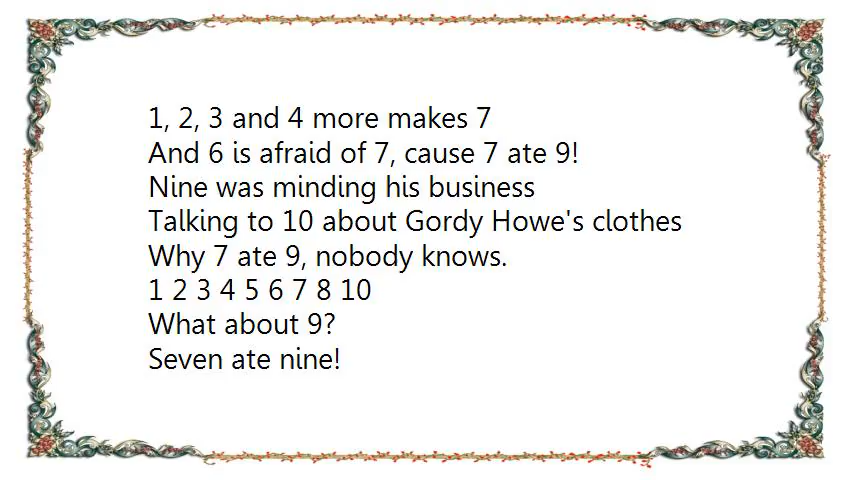 1, 2, 3 and 4 more makes 7
And 6 is afraid of 7, cause 7 ate 9!
Nine was minding his business
Talking to 10 about Gordy Howe's clothes
Why 7 ate 9, nobody knows.
1 2 3 4 5 6 7 8 10
What about 9?
Seven ate nine!